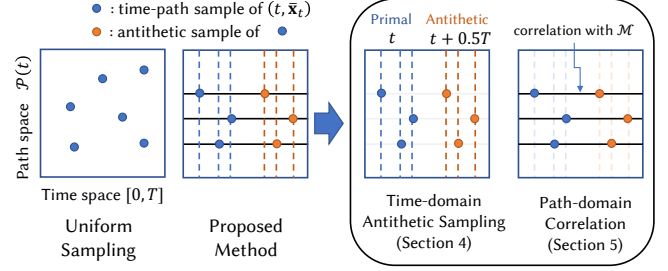 : time-path sample of (t, x̄ₜ)
: antithetic sample of
Path space 𝒫(t)
Time space [0, T]
Uniform
Sampling
Proposed
Method
Primal
t
Antithetic
t + 0.5T
correlation with ℳ
Time-domain
Antithetic Sampling
(Section 4)
Path-domain
Correlation
(Section 5)